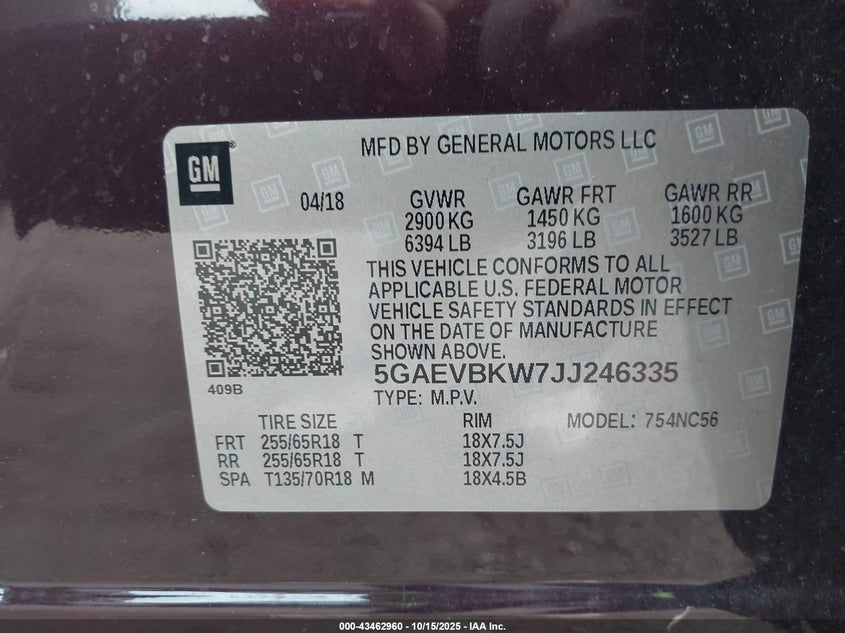 GM
MFD BY GENERAL MOTORS LLC
04/18
GVWR GAWR FRT GAWR RR
2900 KG 1450 KG 1600 KG
6394 LB 3196 LB 3527 LB
THIS VEHICLE CONFORMS TO ALL
APPLICABLE U.S. FEDERAL MOTOR
VEHICLE SAFETY STANDARDS IN EFFECT
ON THE DATE OF MANUFACTURE
SHOWN ABOVE.
5GAEVBKW7JJ246335
409B
TYPE: M.P.V.
TIRE SIZE RIM MODEL: 754NC56
FRT 255/65R18 T 18X7.5J
RR 255/65R18 T 18X7.5J
SPA T135/70R18 M 18X4.5B
000-43462960 - 10/15/2025 - IAA Inc.